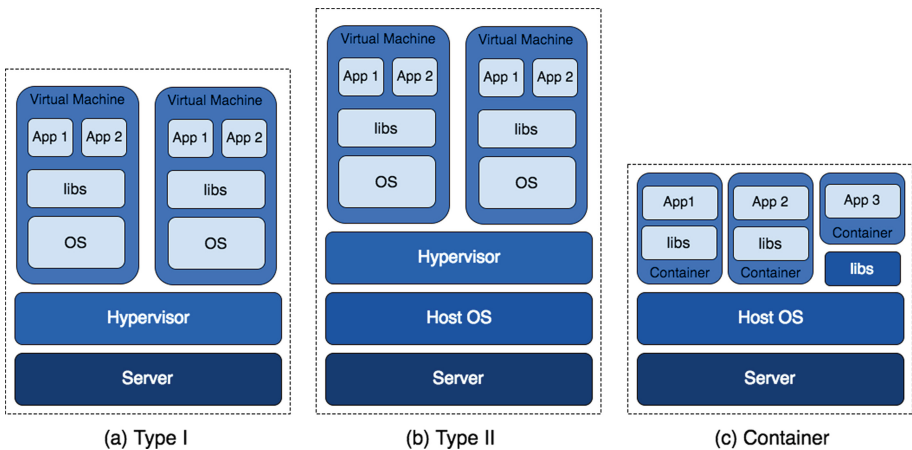 Virtual Machine
App 1
App 2
libs
OS
Virtual Machine
App 1
App 2
libs
OS
Hypervisor
Server
(a) Type I
Virtual Machine
App 1
App 2
libs
OS
Virtual Machine
App 1
App 2
libs
OS
Hypervisor
Host OS
Server
(b) Type II
App1
libs
Container
App 2
libs
Container
App 3
Container
libs
Host OS
Server
(c) Container